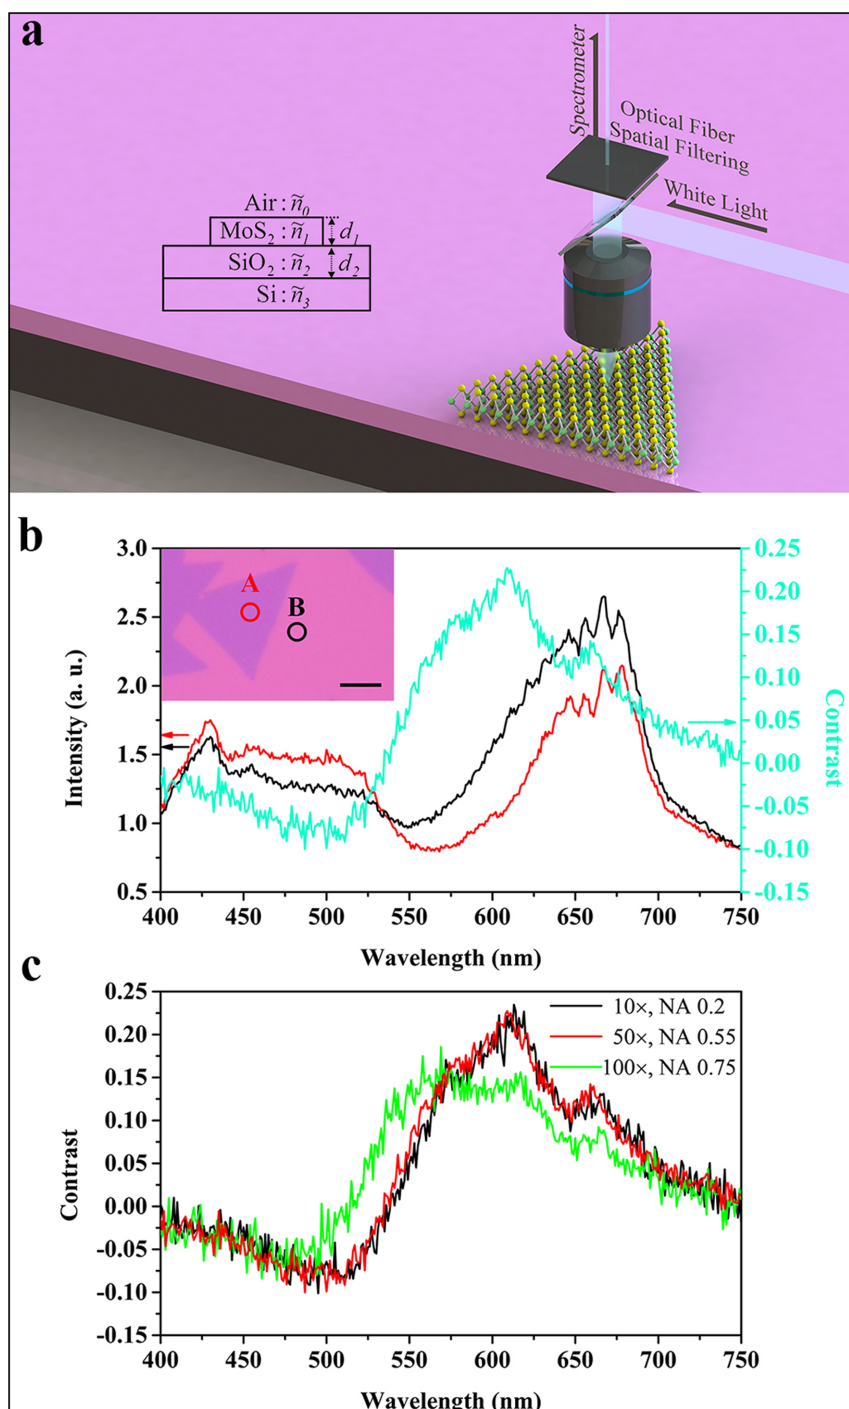 a
Spectrometer
Optical Fiber
Spatial Filtering
White Light
Air : ñ₀
MoS₂ : ñ₁ d₁
SiO₂ : ñ₂ d₂
Si : ñ₃
b
3.0
2.5
2.0
1.5
1.0
0.5
Intensity (a. u.)
A
B
0.25
0.20
0.15
0.10
0.05
0.00
-0.05
-0.10
-0.15
Contrast
400 450 500 550 600 650 700 750
Wavelength (nm)
c
0.25
0.20
0.15
0.10
0.05
0.00
-0.05
-0.10
-0.15
Contrast
10×, NA 0.2
50×, NA 0.55
100×, NA 0.75
400 450 500 550 600 650 700 750
Wavelength (nm)